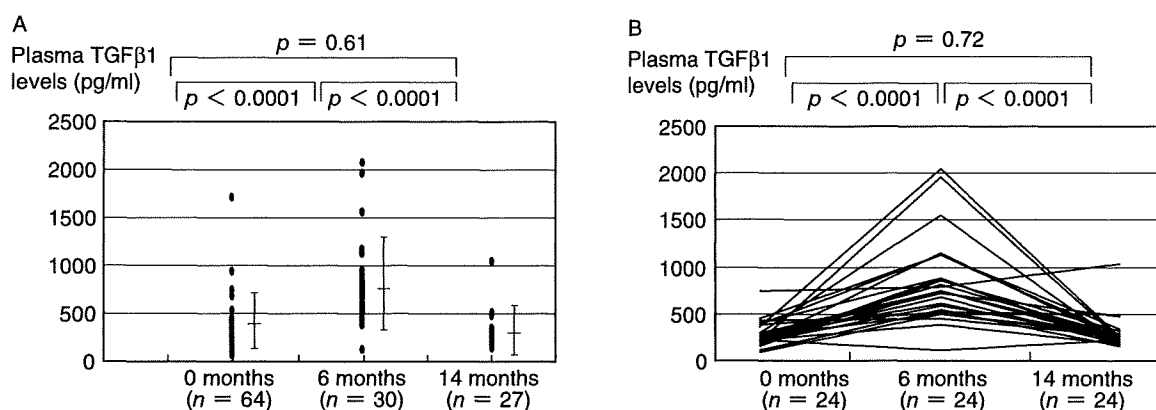 A
Plasma TGFβ1
levels (pg/ml)
p = 0.61
p < 0.0001
p < 0.0001
2500
2000
1500
1000
500
0
0 months
(n = 64)
6 months
(n = 30)
14 months
(n = 27)
B
Plasma TGFβ1
levels (pg/ml)
p = 0.72
p < 0.0001
p < 0.0001
2500
2000
1500
1000
500
0
0 months
(n = 24)
6 months
(n = 24)
14 months
(n = 24)